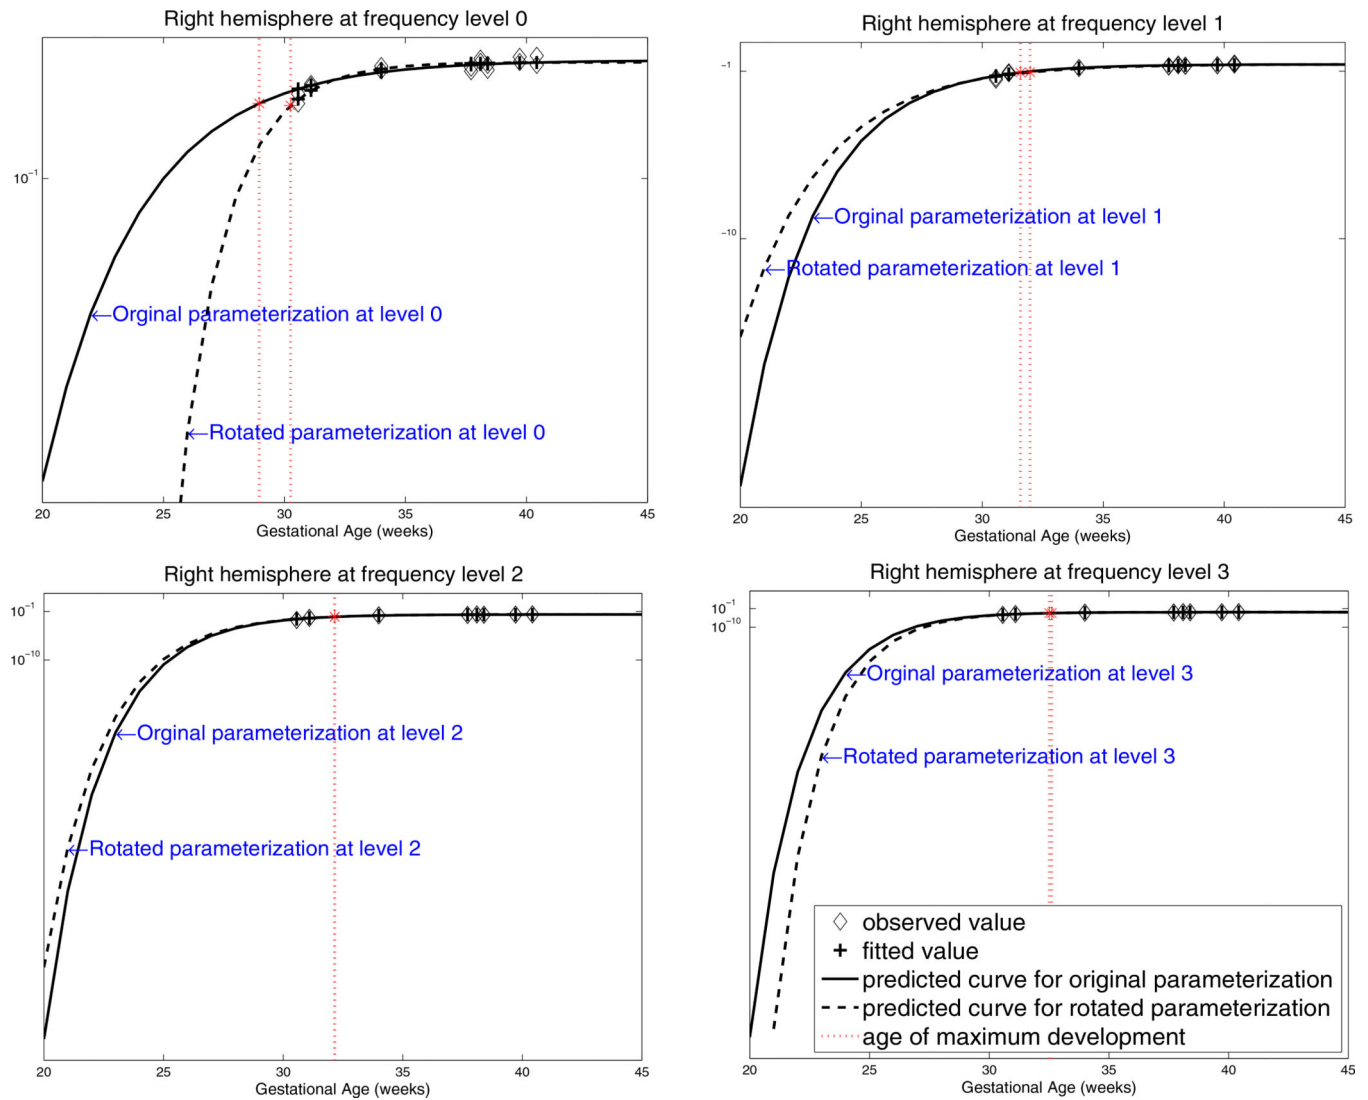 Right hemisphere at frequency level 0
10⁻¹
←Orginal parameterization at level 0
←Rotated parameterization at level 0
20 25 30 35 40 45
Gestational Age (weeks)
Right hemisphere at frequency level 1
−1
←Orginal parameterization at level 1
−10
←Rotated parameterization at level 1
20 25 30 35 40 45
Gestational Age (weeks)
Right hemisphere at frequency level 2
10⁻¹
10⁻¹⁰
←Orginal parameterization at level 2
←Rotated parameterization at level 2
20 25 30 35 40 45
Gestational Age (weeks)
Right hemisphere at frequency level 3
10⁻¹
10⁻¹⁰
←Orginal parameterization at level 3
←Rotated parameterization at level 3
observed value
fitted value
predicted curve for original parameterization
predicted curve for rotated parameterization
age of maximum development
20 25 30 35 40 45
Gestational Age (weeks)